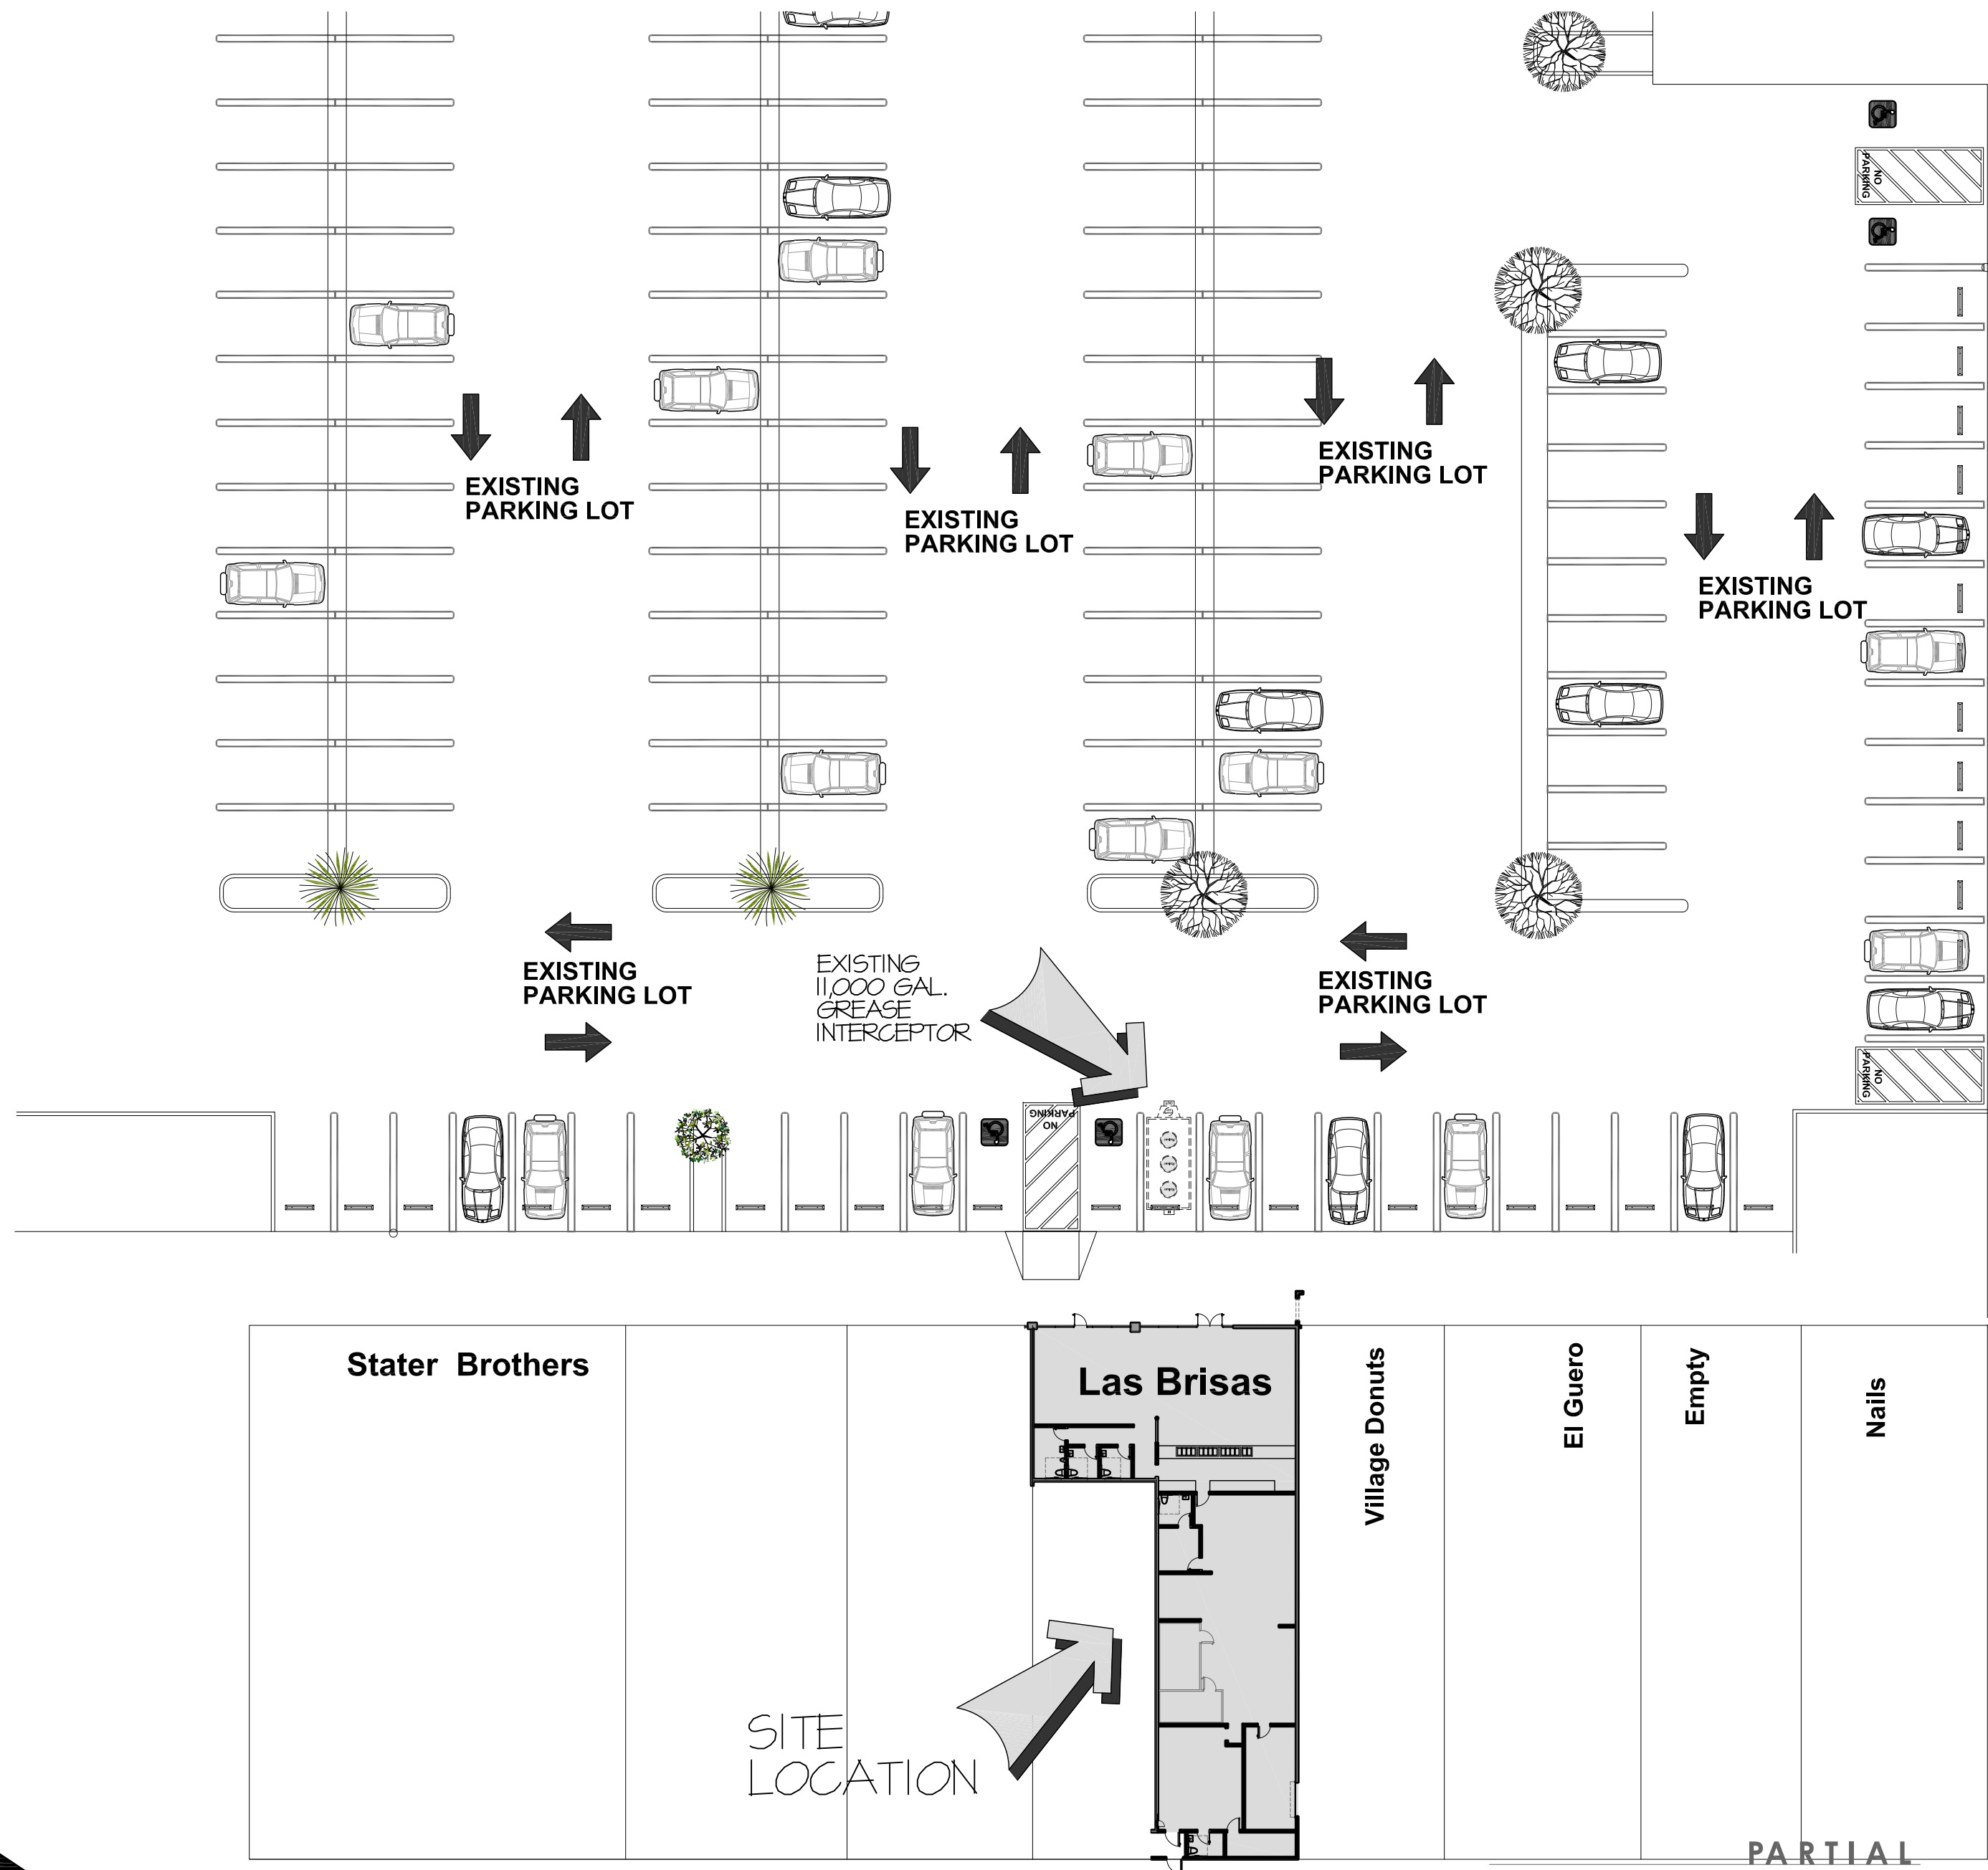 NO
PARKING
EXISTING
PARKING LOT
EXISTING
PARKING LOT
EXISTING
PARKING LOT
EXISTING
PARKING LOT
EXISTING
PARKING LOT
EXISTING
11,000 GAL.
GREASE
INTERCEPTOR
EXISTING
PARKING LOT
NO
PARKING
NO
PARKING
Stater Brothers
Las Brisas
Village Donuts
El Guero
Empty
Nails
SITE
LOCATION
PARTIAL